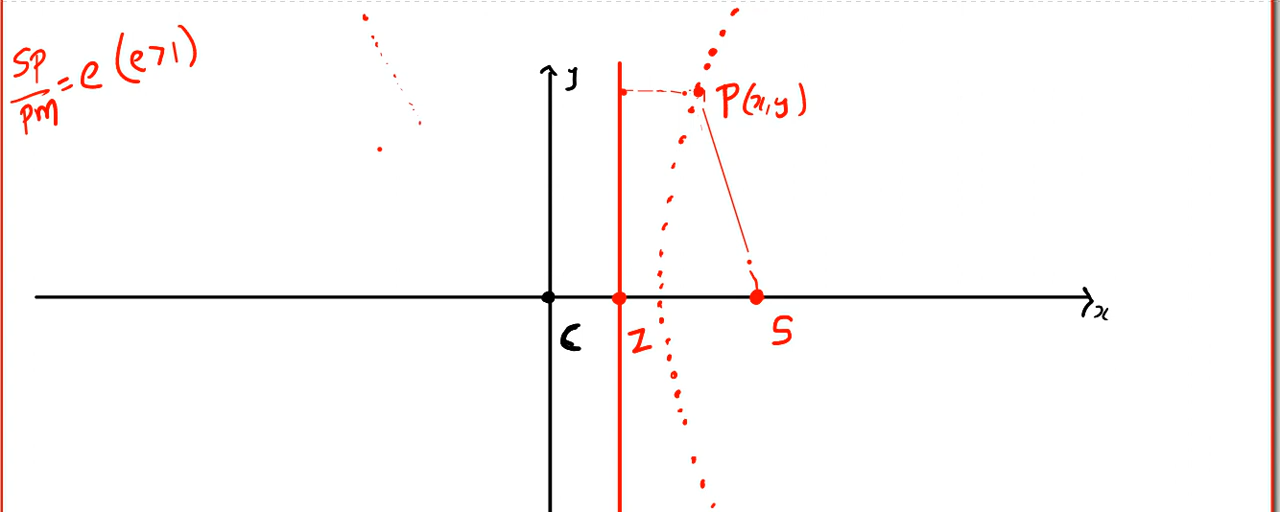 SP/PM = e (e>1)
y
P(x,y)
x
C
Z
S